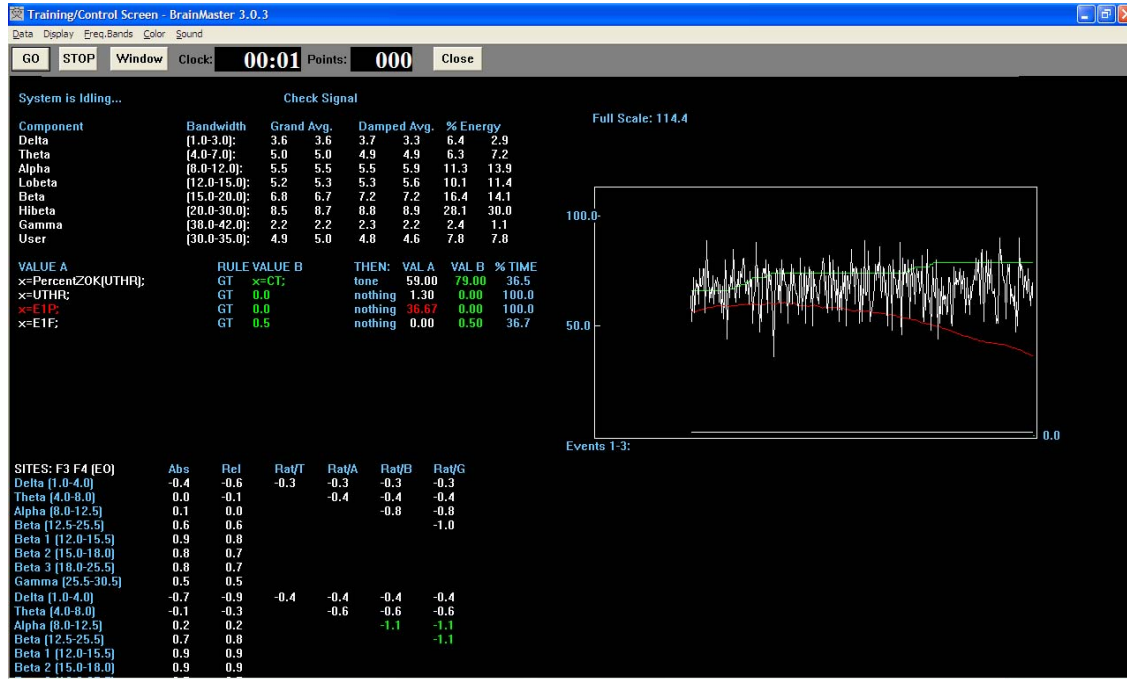 Training/Control Screen - BrainMaster 3.0.3
Data Display Freq.Bands Color Sound
GO STOP Window Clock: 00:01 Points: 000 Close
System is Idling... Check Signal
Full Scale: 114.4
Component Bandwidth Grand Avg. Damped Avg. % Energy
Delta (1.0-3.0): 3.6 3.6 3.7 3.3 6.4 2.9
Theta (4.0-7.0): 5.0 5.0 4.9 4.9 6.3 7.2
Alpha (8.0-12.0): 5.5 5.5 5.5 5.9 11.3 13.9
Lobeta (12.0-15.0): 5.2 5.3 5.3 5.6 10.1 11.4
Beta (15.0-20.0): 6.8 6.7 7.2 7.2 16.4 14.1
Hibeta (20.0-30.0): 8.5 8.7 8.8 8.9 28.1 30.0
Gamma (38.0-42.0): 2.2 2.2 2.3 2.2 2.4 1.1
User (30.0-35.0): 4.9 5.0 4.8 4.6 7.8 7.8
100.0-
50.0 -
- 0.0
Events 1-3:
VALUE A RULE VALUE B THEN: VAL A VAL B % TIME
x=PercentZOK(UTHR); GT x=CT; tone 59.00 79.00 36.5
x=UTHR; GT 0.0 nothing 1.30 0.00 100.0
x=E1P; GT 0.0 nothing 36.67 0.00 100.0
x=E1F; GT 0.5 nothing 0.00 0.50 36.7
SITES: F3 F4 (EO) Abs Rel Rat/T Rat/A Rat/B Rat/G
Delta (1.0-4.0) -0.4 -0.6 -0.3 -0.3 -0.3 -0.3
Theta (4.0-8.0) 0.0 -0.1 -0.4 -0.4 -0.4
Alpha (8.0-12.5) 0.1 0.0 -0.8 -0.8
Beta (12.5-25.5) 0.6 0.6 -1.0
Beta 1 (12.0-15.5) 0.9 0.8
Beta 2 (15.0-18.0) 0.8 0.7
Beta 3 (18.0-25.5) 0.8 0.7
Gamma (25.5-30.5) 0.5 0.5
Delta (1.0-4.0) -0.7 -0.9 -0.4 -0.4 -0.4 -0.4
Theta (4.0-8.0) -0.1 -0.3 -0.6 -0.6 -0.6
Alpha (8.0-12.5) 0.2 0.2 -1.1 -1.1
Beta (12.5-25.5) 0.7 0.8 -1.1
Beta 1 (12.0-15.5) 0.9 0.9
Beta 2 (15.0-18.0) 0.9 0.9